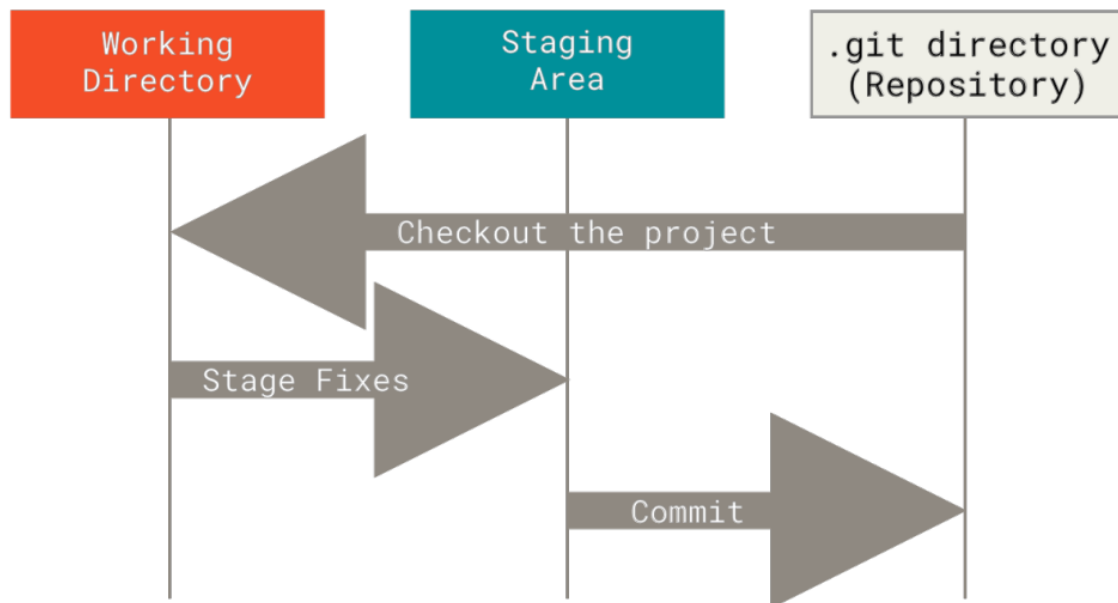 Working
Directory
Staging
Area
.git directory
(Repository)
Checkout the project
Stage Fixes
Commit